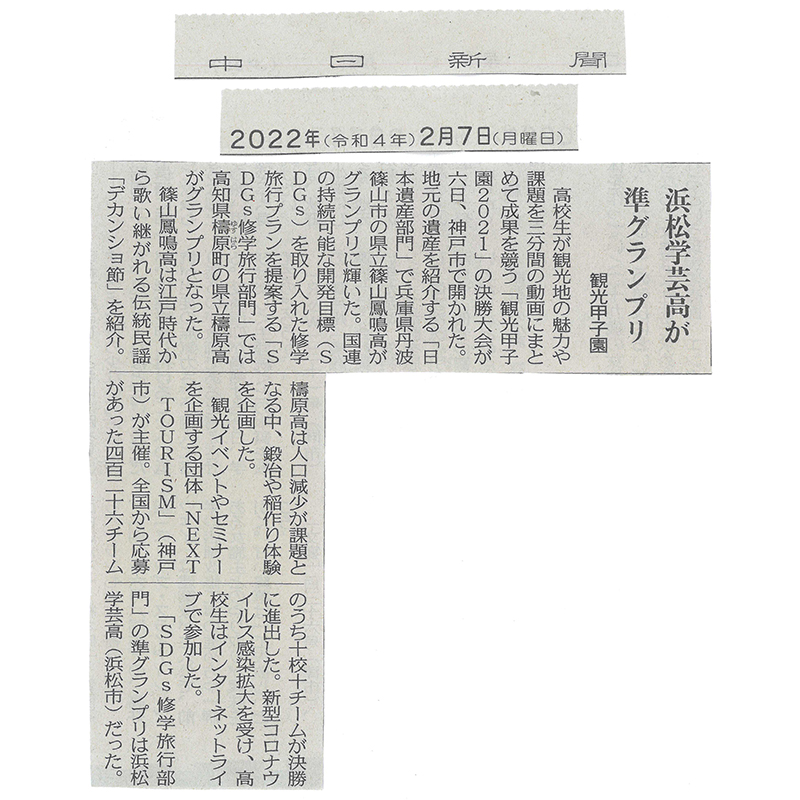 中日新聞
2022年(令和4年)2月7日(月曜日)
浜松学芸高が
準グランプリ
観光甲子園
高校生が観光地の魅力や
課題を三分間の動画にまと
めて成果を競う「観光甲子
園2021」の決勝大会が
六日、神戸市で開かれた。
地元の遺産を紹介する「日
本遺産部門」で兵庫県丹波
篠山市の県立篠山鳳鳴高が
グランプリに輝いた。国連
の持続可能な開発目標(S
DGs)を取り入れた修学
旅行プランを提案する「S
DGs修学旅行部門」では
高知県檮原町の県立檮原高
がグランプリとなった。
篠山鳳鳴高は江戸時代か
ら歌い継がれる伝統民謡
「デカンショ節」を紹介。
檮原高は人口減少が課題と
なる中、鍛冶や稲作り体験
を企画した。
観光イベントやセミナー
を企画する団体「NEXT
TOURISM」(神戸
市)が主催。全国から応募
があった四百二十六チーム
のうち十校十チームが決勝
に進出した。新型コロナウ
イルス感染拡大を受け、高
校生はインターネットライ
ブで参加した。
「SDGs修学旅行部
門」の準グランプリは浜松
学芸高(浜松市)だった。